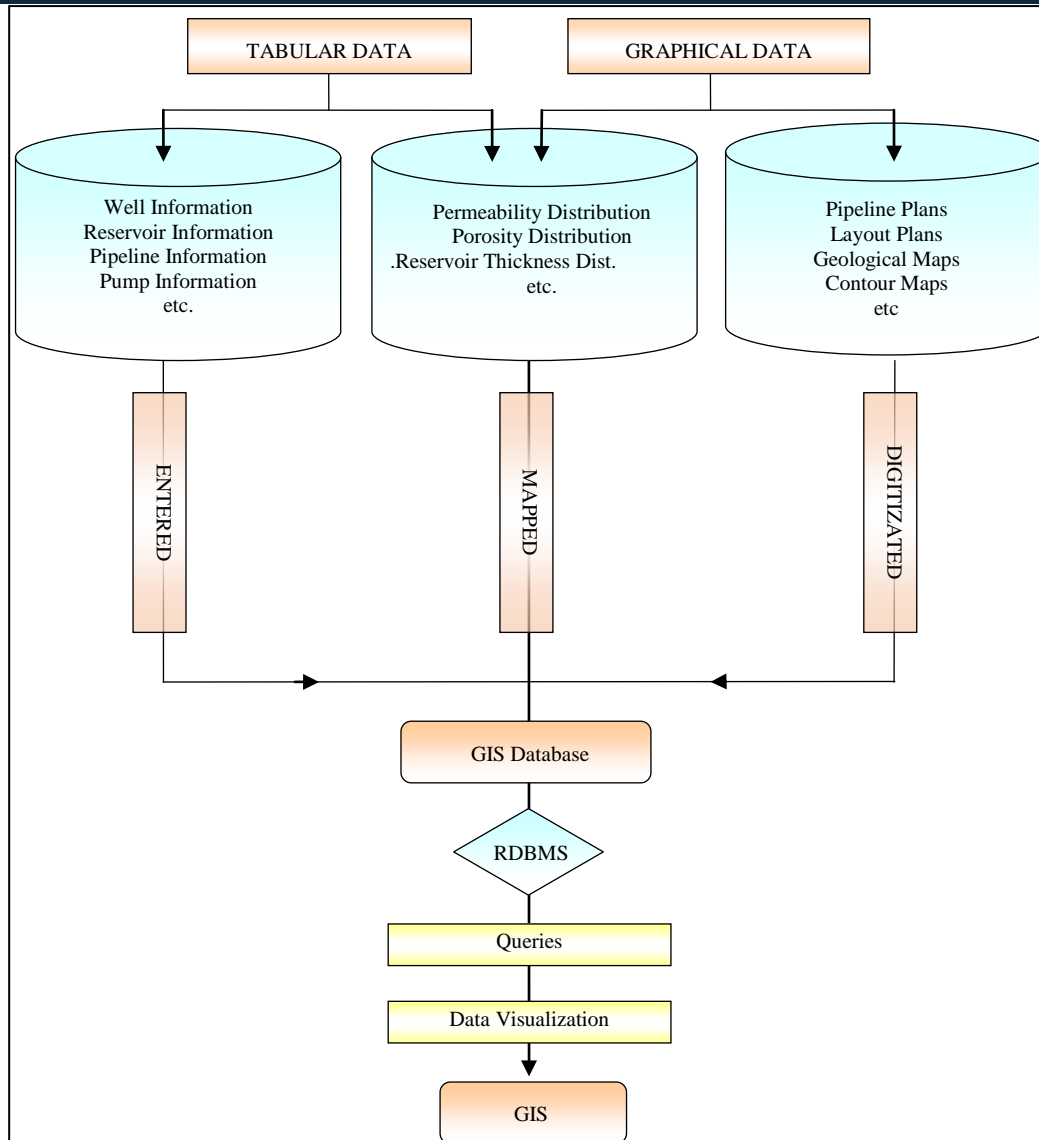 TABULAR DATA
GRAPHICAL DATA
Well Information
Reservoir Information
Pipeline Information
Pump Information
etc.
Permeability Distribution
Porosity Distribution
.Reservoir Thickness Dist.
etc.
Pipeline Plans
Layout Plans
Geological Maps
Contour Maps
etc
ENTERED
MAPPED
DIGITIZATED
GIS Database
RDBMS
Queries
Data Visualization
GIS